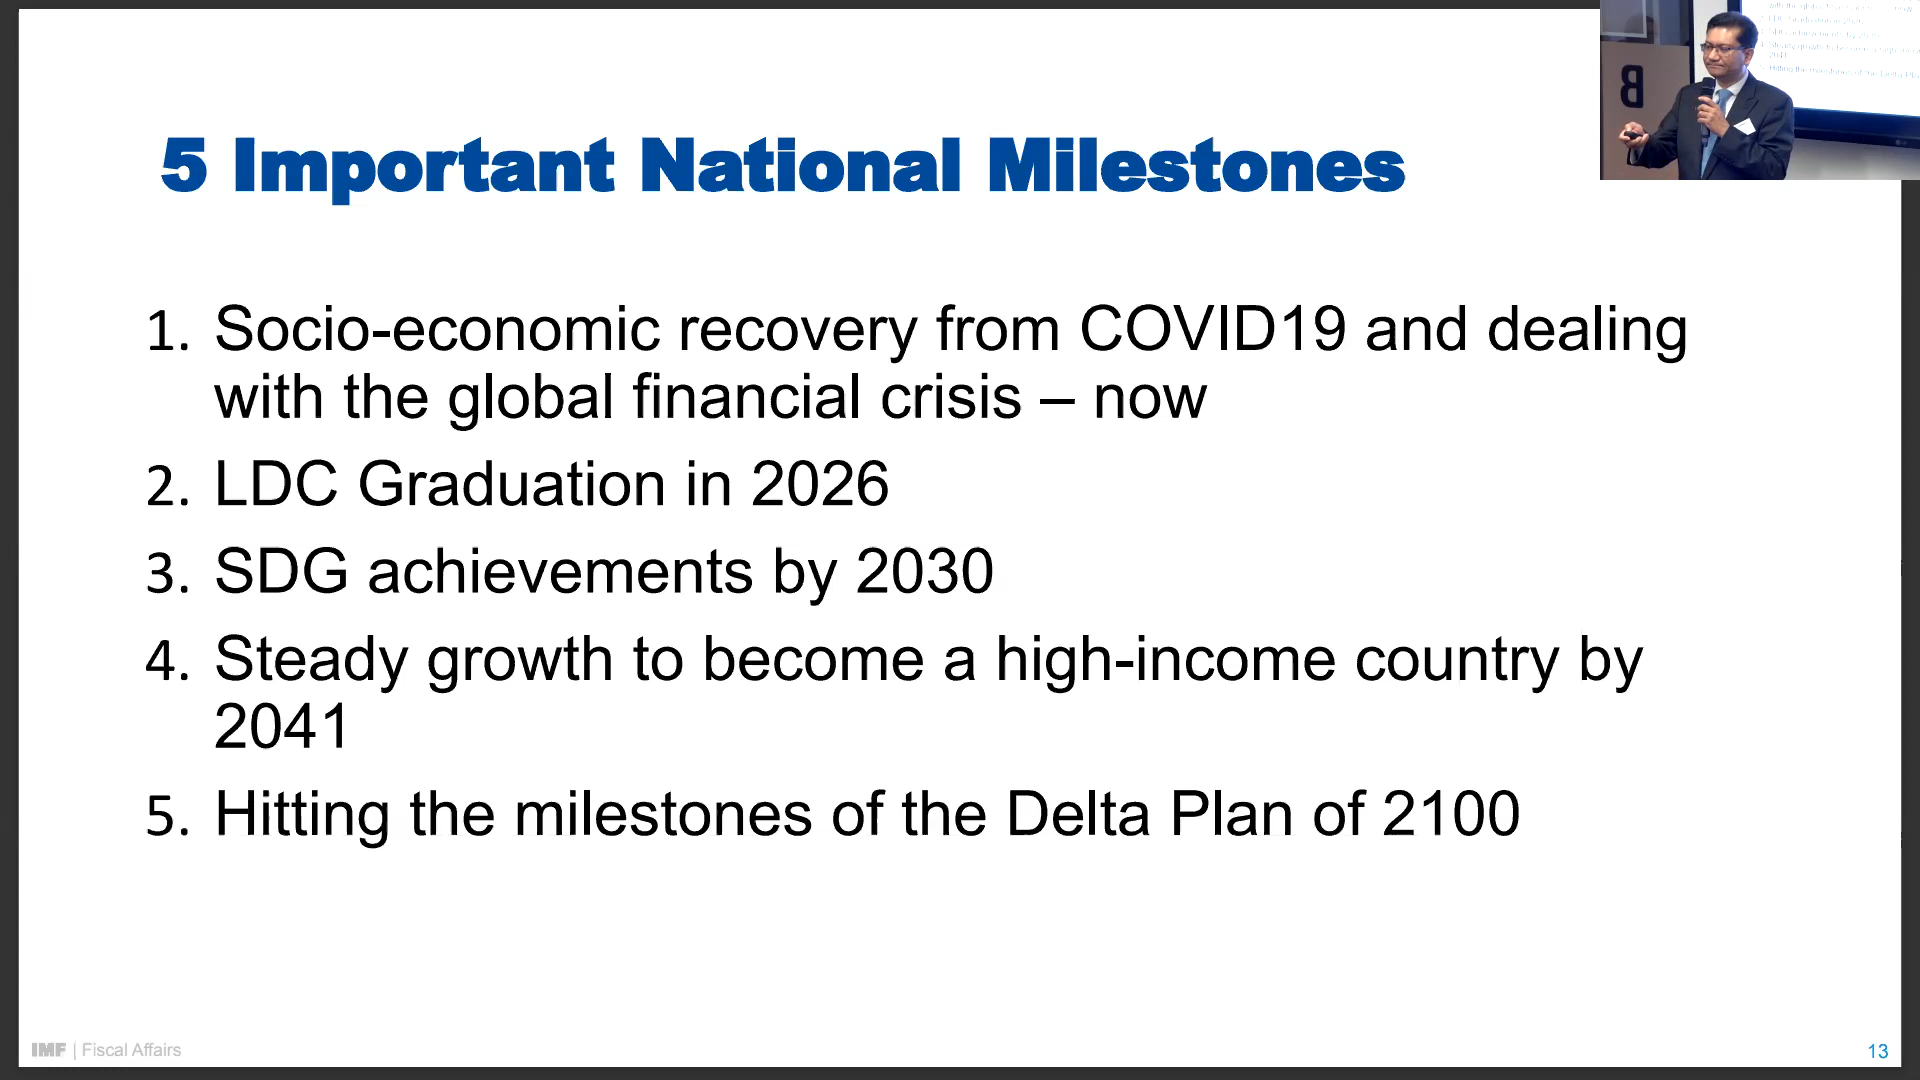 5 Important National Milestones
1. Socio-economic recovery from COVID19 and dealing
with the global financial crisis – now
2. LDC Graduation in 2026
3. SDG achievements by 2030
4. Steady growth to become a high-income country by
2041
5. Hitting the milestones of the Delta Plan of 2100
IMF | Fiscal Affairs
13
B